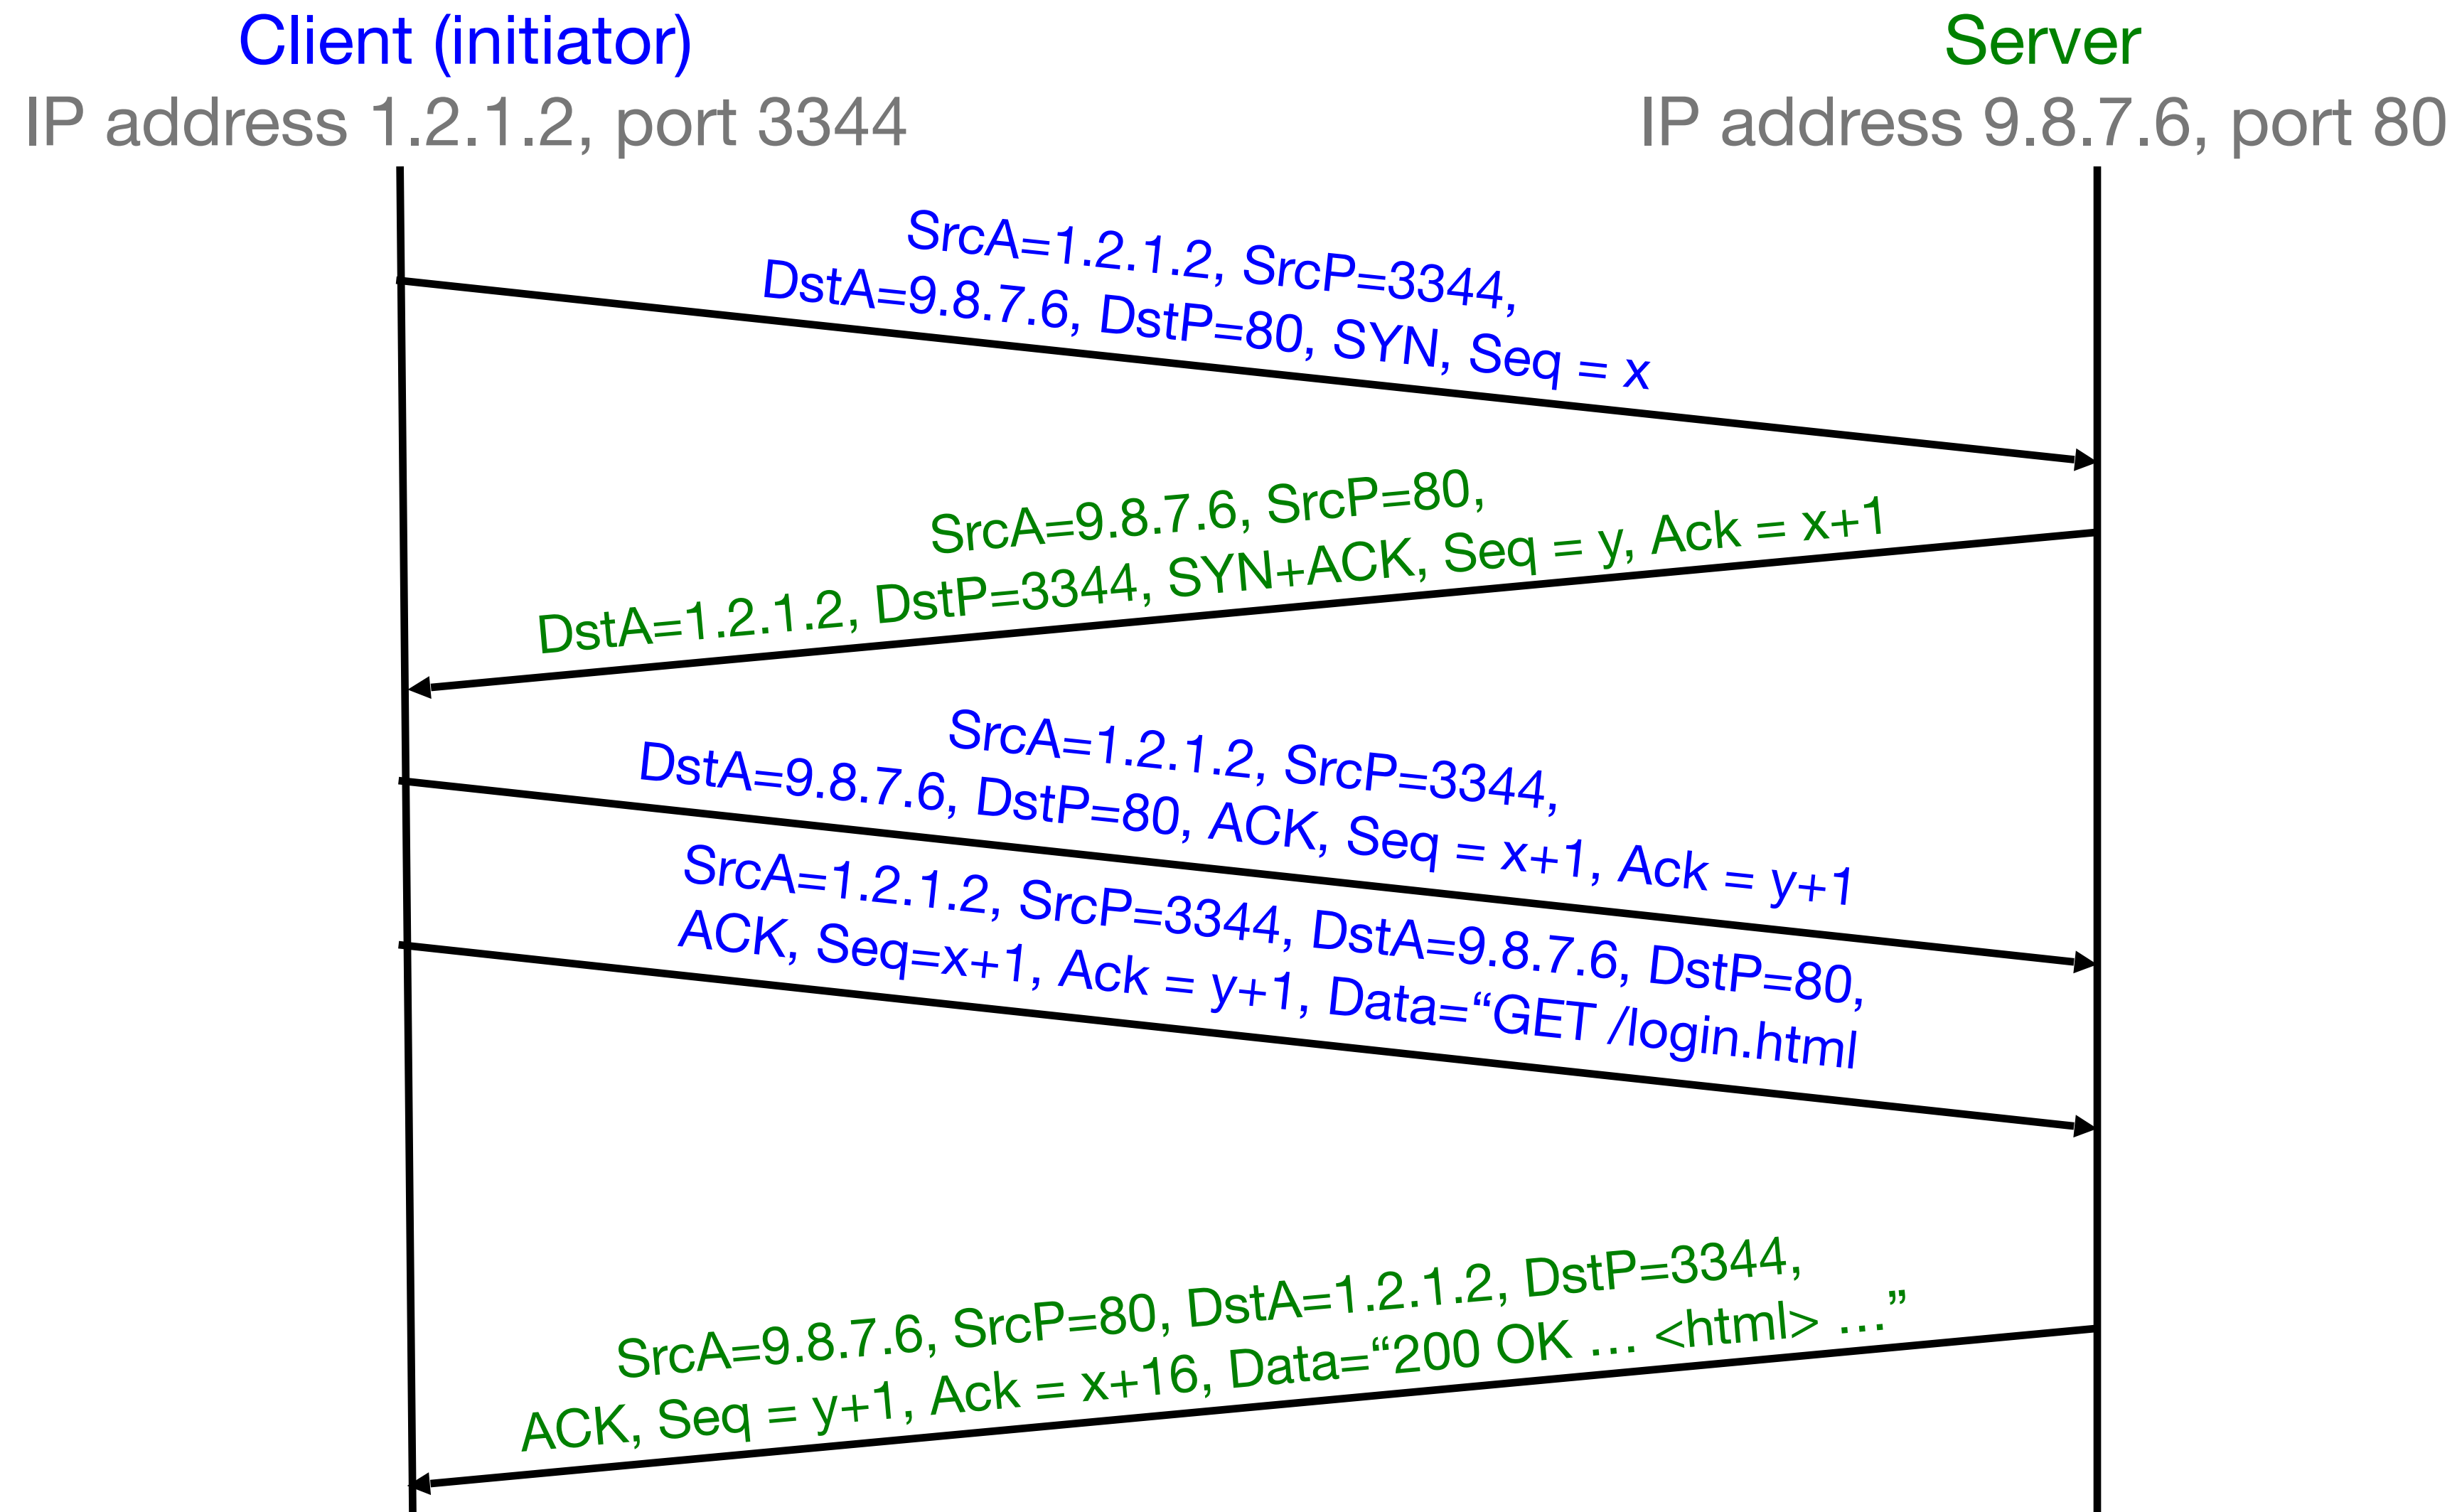 Client (initiator)
IP address 1.2.1.2, port 3344
Server
IP address 9.8.7.6, port 80
SrcA=1.2.1.2, SrcP=3344,
DstA=9.8.7.6, DstP=80, SYN, Seq = x
SrcA=9.8.7.6, SrcP=80,
DstA=1.2.1.2, DstP=3344, SYN+ACK, Seq = y, Ack = x+1
SrcA=1.2.1.2, SrcP=3344,
DstA=9.8.7.6, DstP=80, ACK, Seq = x+1, Ack = y+1
SrcA=1.2.1.2, SrcP=3344, DstA=9.8.7.6, DstP=80,
ACK, Seq=x+1, Ack = y+1, Data=“GET /login.html
SrcA=9.8.7.6, SrcP=80, DstA=1.2.1.2, DstP=3344,
ACK, Seq = y+1, Ack = x+16, Data=“200 OK … <html> …”